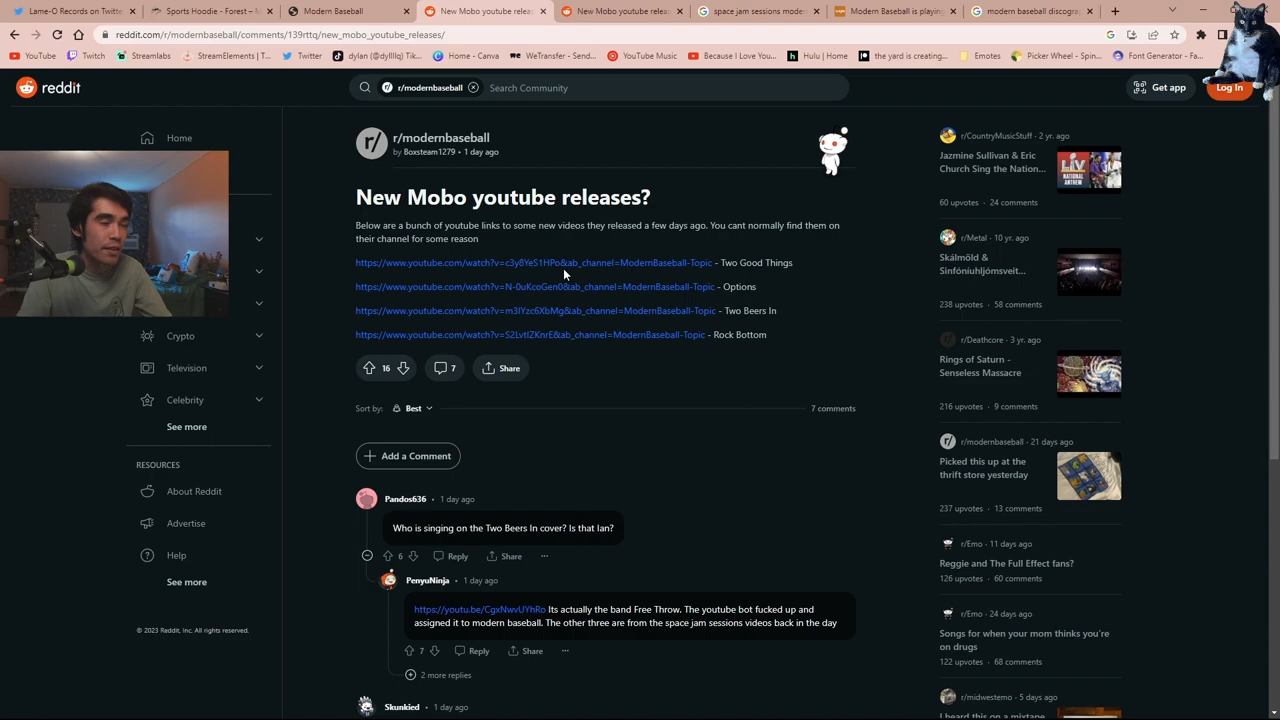 Modern Baseball
New Mobo youtube releases
New Mobo youtube releases
space jam sessions moder
Modern Baseball is playing
reddit.com/r/modernbaseball/comments/139rttq/new_mobo_youtube_releases/
YouTube
Twitch
Streamlabs
StreamElements | T
Twitter
dylan (@dylllng) Tik
Home - Canva
Emotes — Wengo
YouTube Music
Because I Love You
Hulu | Hulu
the yard is creating
Picker Wheel - Spin
Font Generator - Fa
reddit
r/modernbaseball
Search Community
Get app
Log In
Home
Crypto
Television
Celebrity
See more
RESOURCES
About Reddit
Advertise
Help
See more
© 2023 Reddit, Inc. All rights reserved.
r/modernbaseball
by Boxsteam1279 • 1 day ago
New Mobo youtube releases?
Below are a bunch of youtube links to some new videos they released a few days ago. You cant normally find them on
their channel for some reason
https://www.youtube.com/watch?v=c3y8YeS1HPo&ab_channel=ModernBaseball-Topic - Two Good Things
https://www.youtube.com/watch?v=N-0uKcoGen0&ab_channel=ModernBaseball-Topic - Options
https://www.youtube.com/watch?v=m3IYzc6XbMg&ab_channel=ModernBaseball-Topic - Two Beers In
https://www.youtube.com/watch?v=S2LvtIZKnrE&ab_channel=ModernBaseball-Topic - Rock Bottom
16
7
Share
Sort by:
Best
7 comments
Add a Comment
Pandos636 • 1 day ago
Who is singing on the Two Beers In cover? Is that Ian?
6
Reply
Share
PenyuNinja • 1 day ago
https://youtu.be/CgxNwvUYhRo Its actually the band Free Throw. The youtube bot fucked up and
assigned it to modern baseball. The other three are from the space jam sessions videos back in the day
7
Reply
Share
2 more replies
Skunkied • 1 day ago
r/CountryMusicStuff • 2 yr. ago
Jazmine Sullivan & Eric
Church Sing the Nation...
60 upvotes • 24 comments
r/Metal • 10 yr. ago
Skálmöld &
Sinfóníuhljómsveit...
238 upvotes • 58 comments
r/Deathcore • 3 yr. ago
Rings of Saturn -
Senseless Massacre
216 upvotes • 9 comments
r/modernbaseball • 21 days ago
Picked this up at the
thrift store yesterday
237 upvotes • 13 comments
r/Emo • 11 days ago
Reggie and The Full Effect fans?
126 upvotes • 60 comments
r/Emo • 24 days ago
Songs for when your mom thinks you're
on drugs
122 upvotes • 68 comments
r/midwestemo • 5 days ago
I heard this on a mixtape